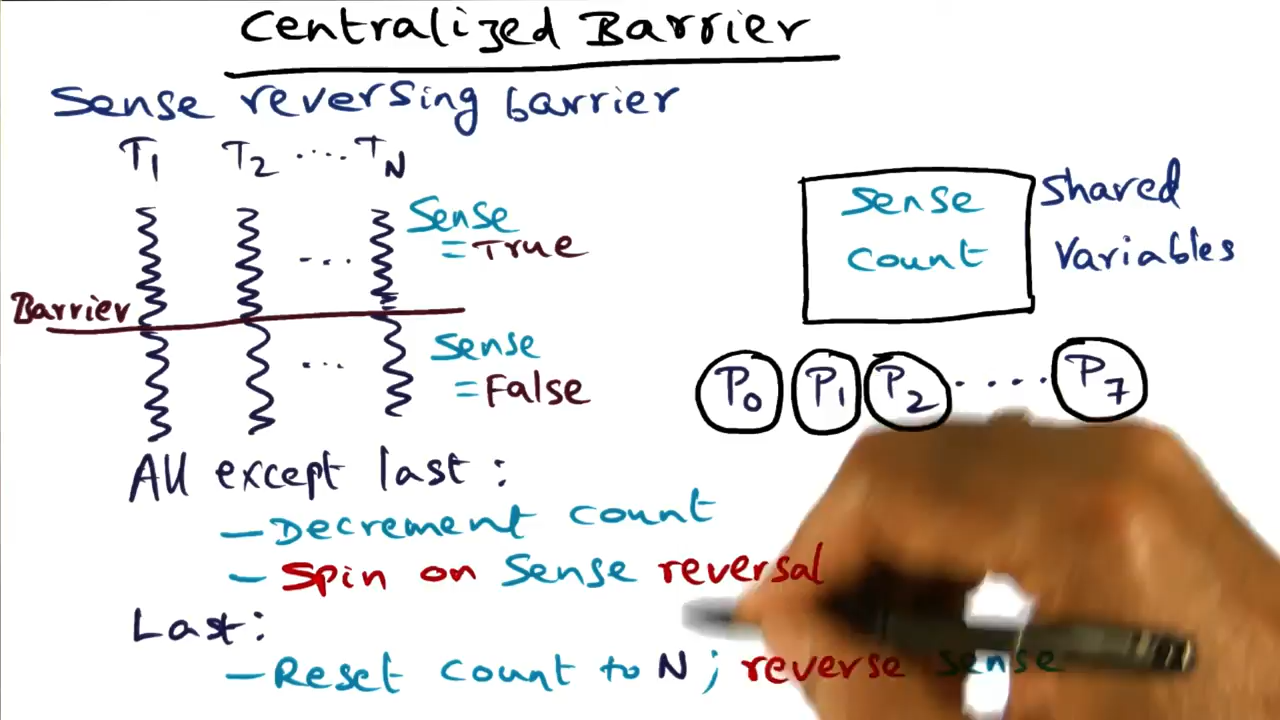 Centralized Barrier
Sense reversing barrier
T1 T2 .... TN
Sense
= True
...
Barrier
Sense
= False
...
sense
count
Shared
Variables
P0 P1 P2 ..... P7
All except last :
- Decrement count
- Spin on Sense reversal
Last:
- Reset count to N ; reverse sense